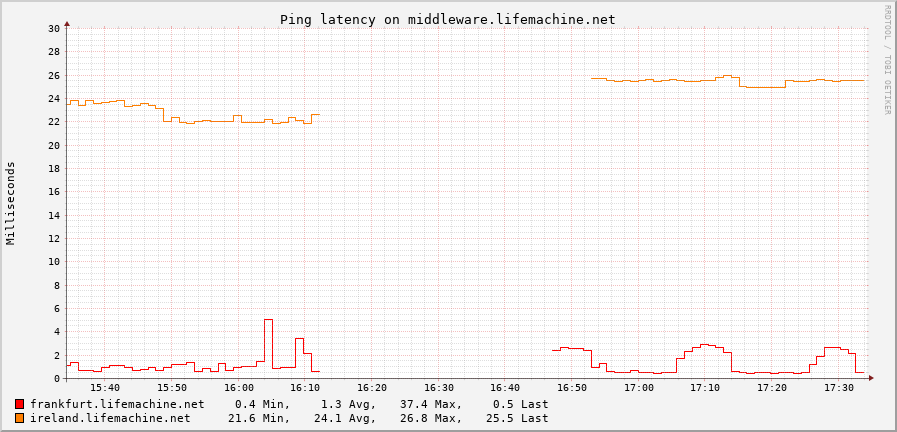 Ping latency on middleware.lifemachine.net
RRDTOOL / TOBI OETIKER
Milliseconds
30
28
26
24
22
20
18
16
14
12
10
8
6
4
2
0
15:40 15:50 16:00 16:10 16:20 16:30 16:40 16:50 17:00 17:10 17:20 17:30
frankfurt.lifemachine.net 0.4 Min, 1.3 Avg, 37.4 Max, 0.5 Last
ireland.lifemachine.net 21.6 Min, 24.1 Avg, 26.8 Max, 25.5 Last